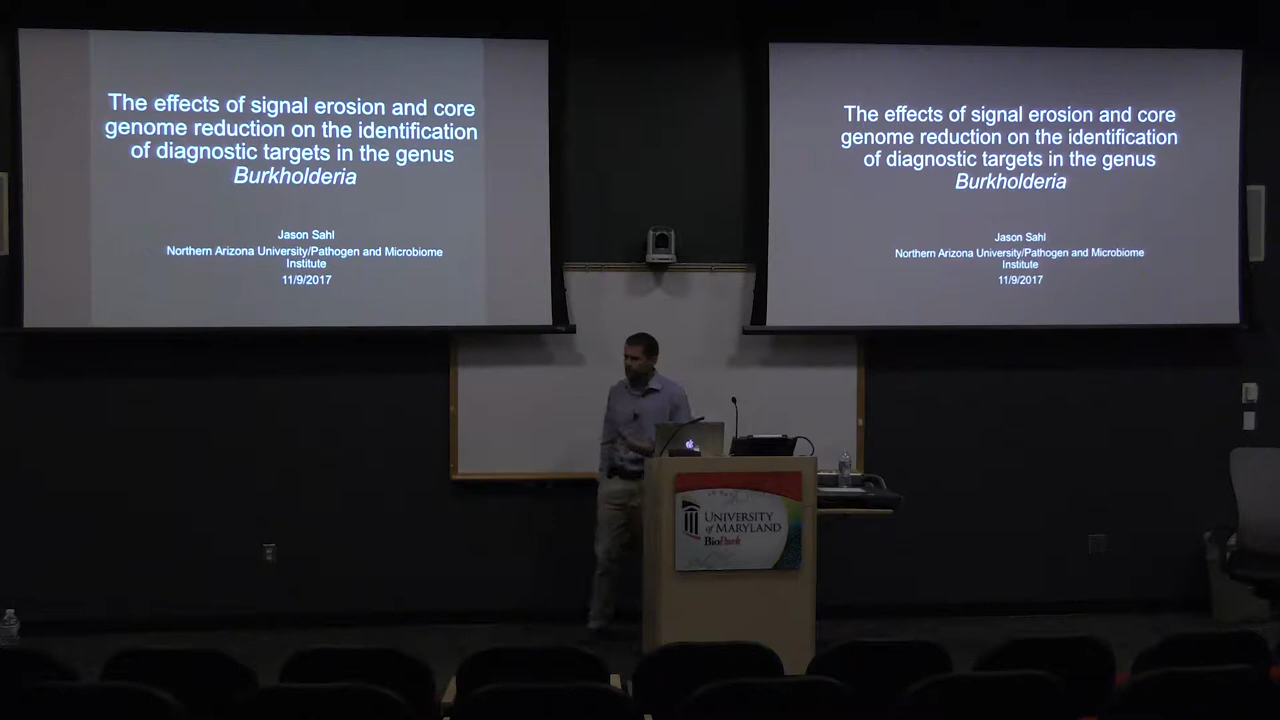 The effects of signal erosion and core
genome reduction on the identification
of diagnostic targets in the genus
Burkholderia
Jason Sahl
Northern Arizona University/Pathogen and Microbiome
Institute
11/9/2017
The effects of signal erosion and core
genome reduction on the identification
of diagnostic targets in the genus
Burkholderia
Jason Sahl
Northern Arizona University/Pathogen and Microbiome
Institute
11/9/2017
UNIVERSITY
of MARYLAND
BioPark